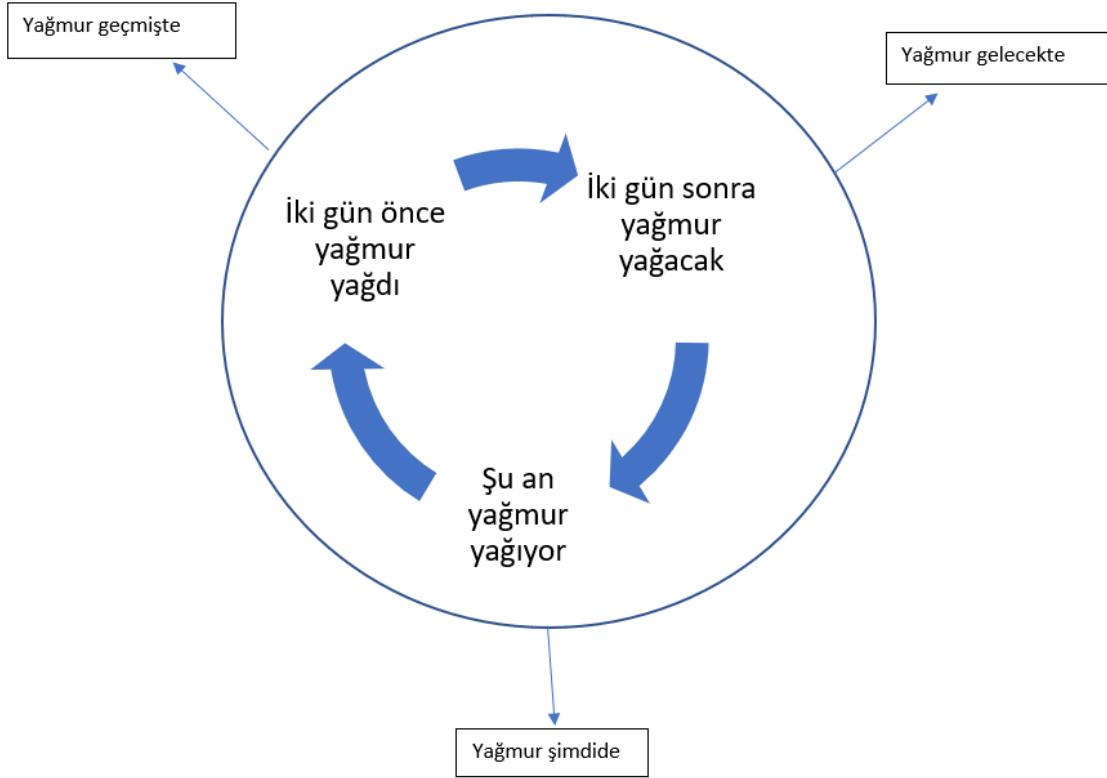 Yağmur geçmişte
Yağmur gelecekte
İki gün önce
yağmur
yağdı
İki gün sonra
yağmur
yağacak
Şu an
yağmur
yağıyor
Yağmur şimdide